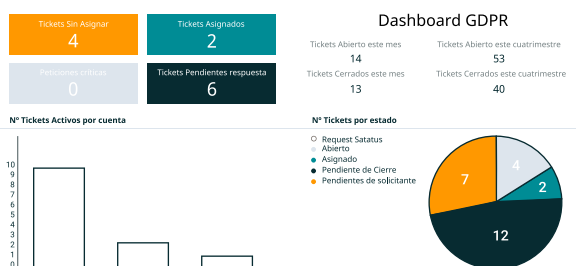 Tickets Sin Asignar
4
Tickets Asignados
2
Peticiones críticas
0
Tickets Pendientes respuesta
6
Dashboard GDPR
Tickets Abierto este mes
14
Tickets Abierto este cuatrimestre
53
Tickets Cerrados este mes
13
Tickets Cerrados este cuatrimestre
40
Nº Tickets Activos por cuenta
10
9
8
7
6
5
4
3
2
1
0
Nº Tickets por estado
Request Satatus
Abierto
Asignado
Pendiente de Cierre
Pendientes de solicitante
7
4
2
12